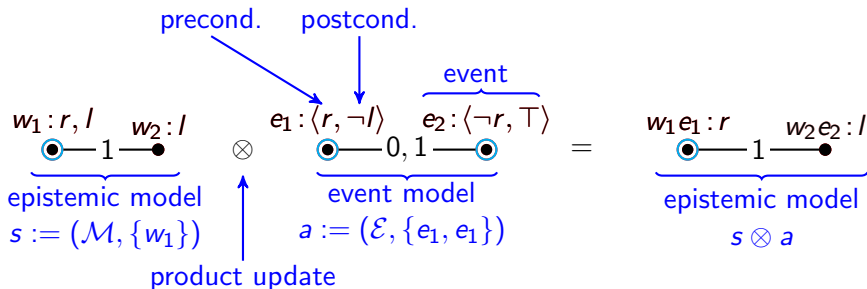 precond. postcond.
event
w₁ : r, l w₂ : l e₁ : ⟨r, ¬l⟩ e₂ : ⟨¬r, ⊤⟩ w₁e₁ : r w₂e₂ : l
1 ⊗ 0, 1 = 1
epistemic model event model epistemic model
s := (ℳ, {w₁}) a := (ℰ, {e₁, e₁}) s ⊗ a
product update